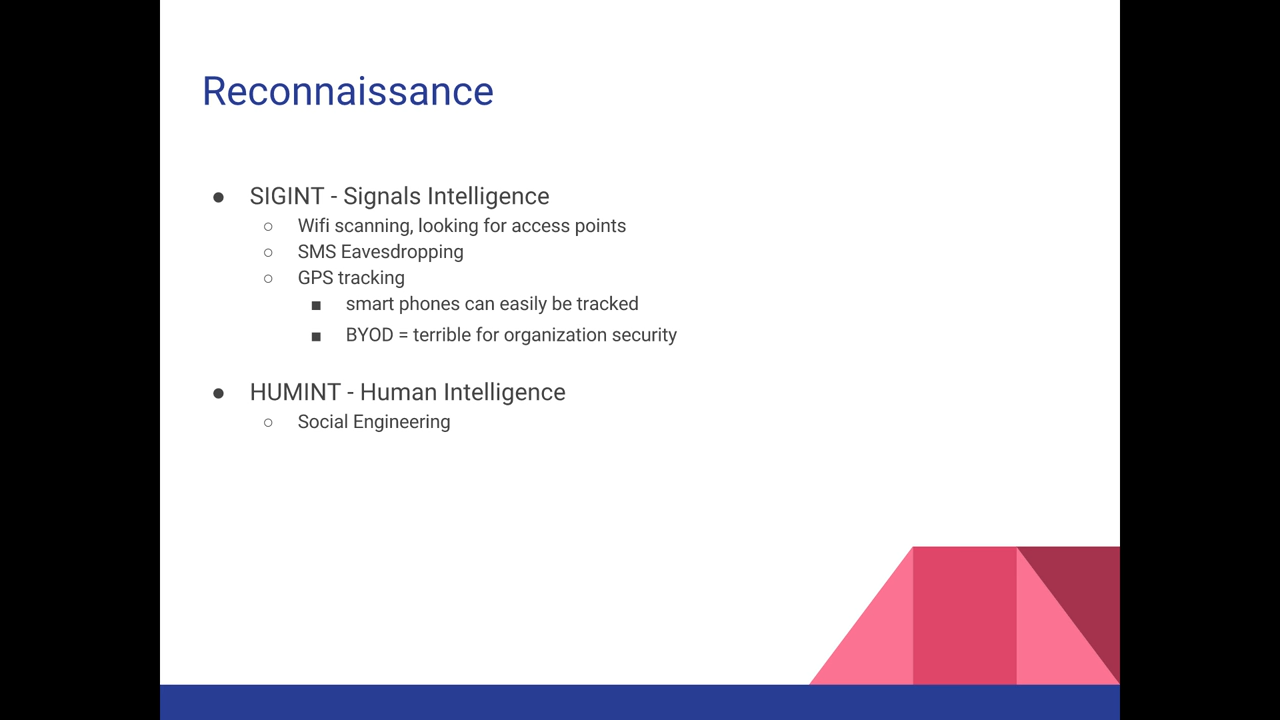 Reconnaissance
● SIGINT - Signals Intelligence
○ Wifi scanning, looking for access points
○ SMS Eavesdropping
○ GPS tracking
■ smart phones can easily be tracked
■ BYOD = terrible for organization security
● HUMINT - Human Intelligence
○ Social Engineering